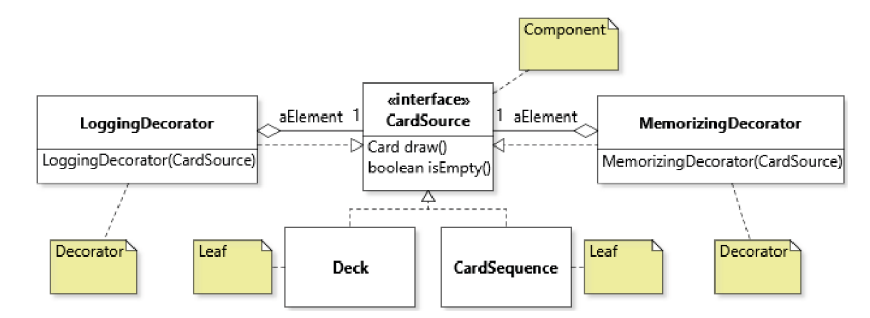 Component
«interface»
CardSource
Card draw()
boolean isEmpty()
LoggingDecorator
LoggingDecorator(CardSource)
aElement 1
1 aElement
MemorizingDecorator
MemorizingDecorator(CardSource)
Decorator
Leaf
Deck
CardSequence
Leaf
Decorator